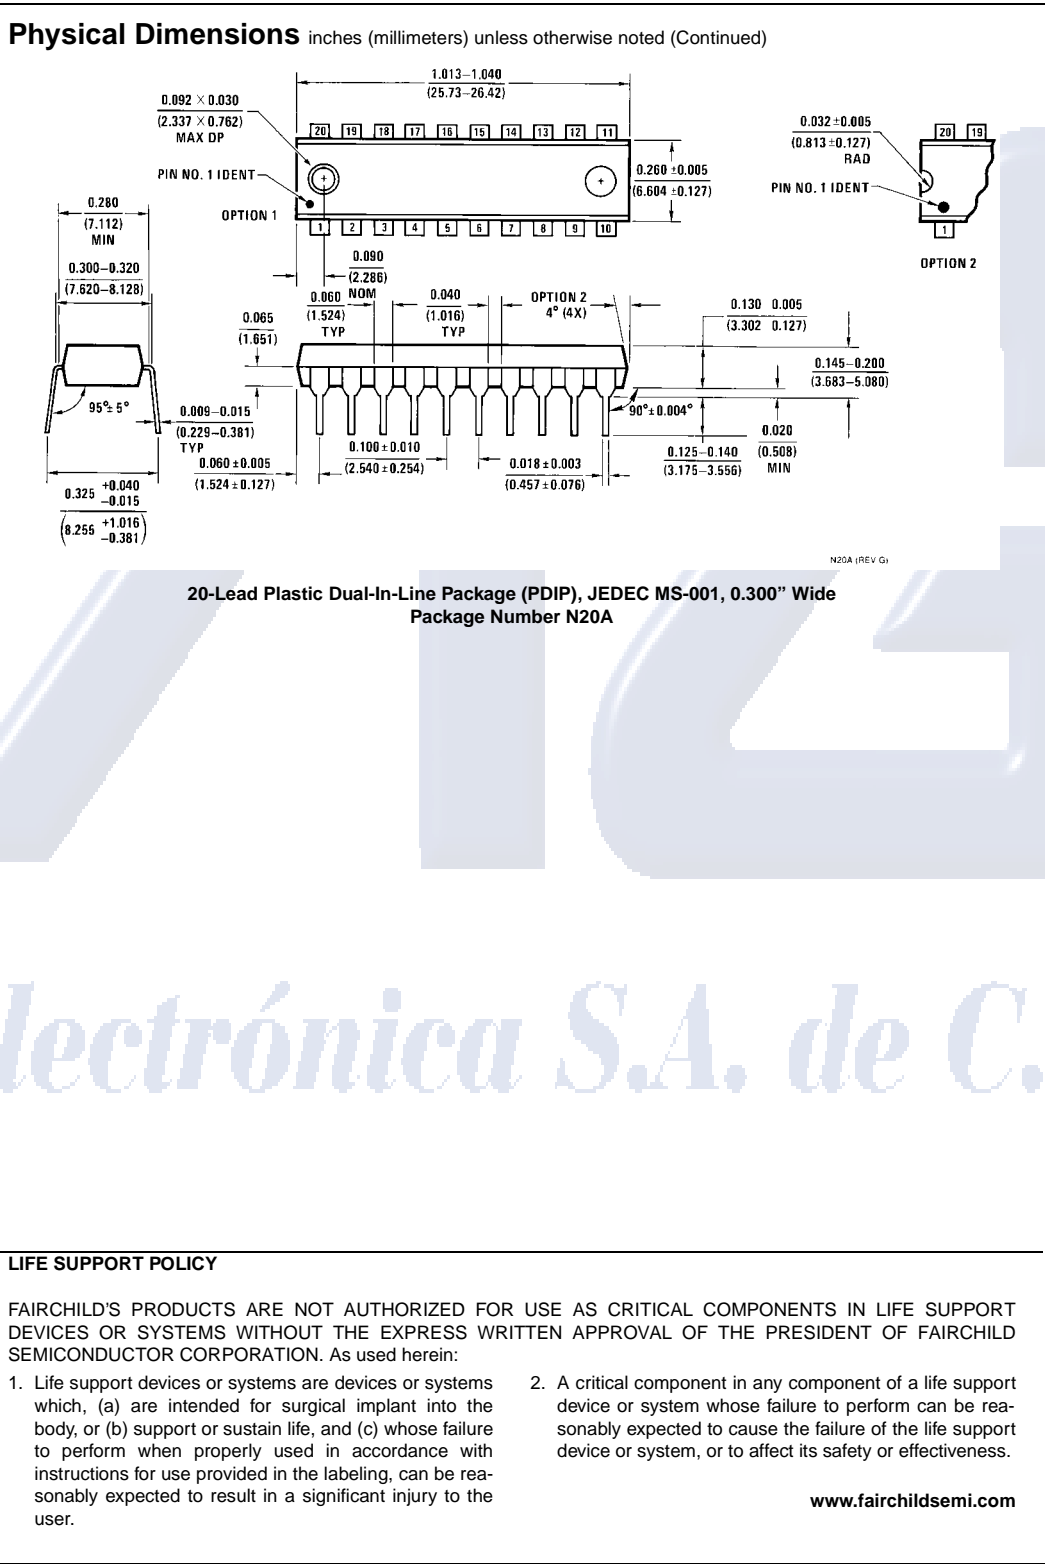 Physical Dimensions inches (millimeters) unless otherwise noted (Continued)
1.013–1.040
(25.73–26.42)
0.092 × 0.030
(2.337 × 0.762)
MAX DP
20 19 18 17 16 15 14 13 12 11
0.032 ±0.005
(0.813 ±0.127)
RAD
20 19
PIN NO. 1 IDENT
0.260 ±0.005
(6.604 ±0.127)
PIN NO. 1 IDENT
OPTION 1
1 2 3 4 5 6 7 8 9 10
1
OPTION 2
0.280
(7.112)
MIN
0.090
(2.286)
NOM
0.300–0.320
(7.620–8.128)
0.060
(1.524)
TYP
0.040
(1.016)
TYP
OPTION 2
4° (4X)
0.130 0.005
(3.302 0.127)
0.065
(1.651)
0.145–0.200
(3.683–5.080)
95°± 5°
0.009–0.015
(0.229–0.381)
TYP
90°± 0.004°
0.020
(0.508)
MIN
0.100 ± 0.010
(2.540 ± 0.254)
0.125–0.140
(3.175–3.556)
0.060 ± 0.005
(1.524 ± 0.127)
0.018 ± 0.003
(0.457 ± 0.076)
0.325 +0.040
–0.015
(8.255 +1.016
–0.381)
N20A (REV G)
20-Lead Plastic Dual-In-Line Package (PDIP), JEDEC MS-001, 0.300” Wide
Package Number N20A
lectrónica S.A. de C.
LIFE SUPPORT POLICY
FAIRCHILD’S PRODUCTS ARE NOT AUTHORIZED FOR USE AS CRITICAL COMPONENTS IN LIFE SUPPORT
DEVICES OR SYSTEMS WITHOUT THE EXPRESS WRITTEN APPROVAL OF THE PRESIDENT OF FAIRCHILD
SEMICONDUCTOR CORPORATION. As used herein:
1. Life support devices or systems are devices or systems
which, (a) are intended for surgical implant into the
body, or (b) support or sustain life, and (c) whose failure
to perform when properly used in accordance with
instructions for use provided in the labeling, can be rea-
sonably expected to result in a significant injury to the
user.
2. A critical component in any component of a life support
device or system whose failure to perform can be rea-
sonably expected to cause the failure of the life support
device or system, or to affect its safety or effectiveness.
www.fairchildsemi.com